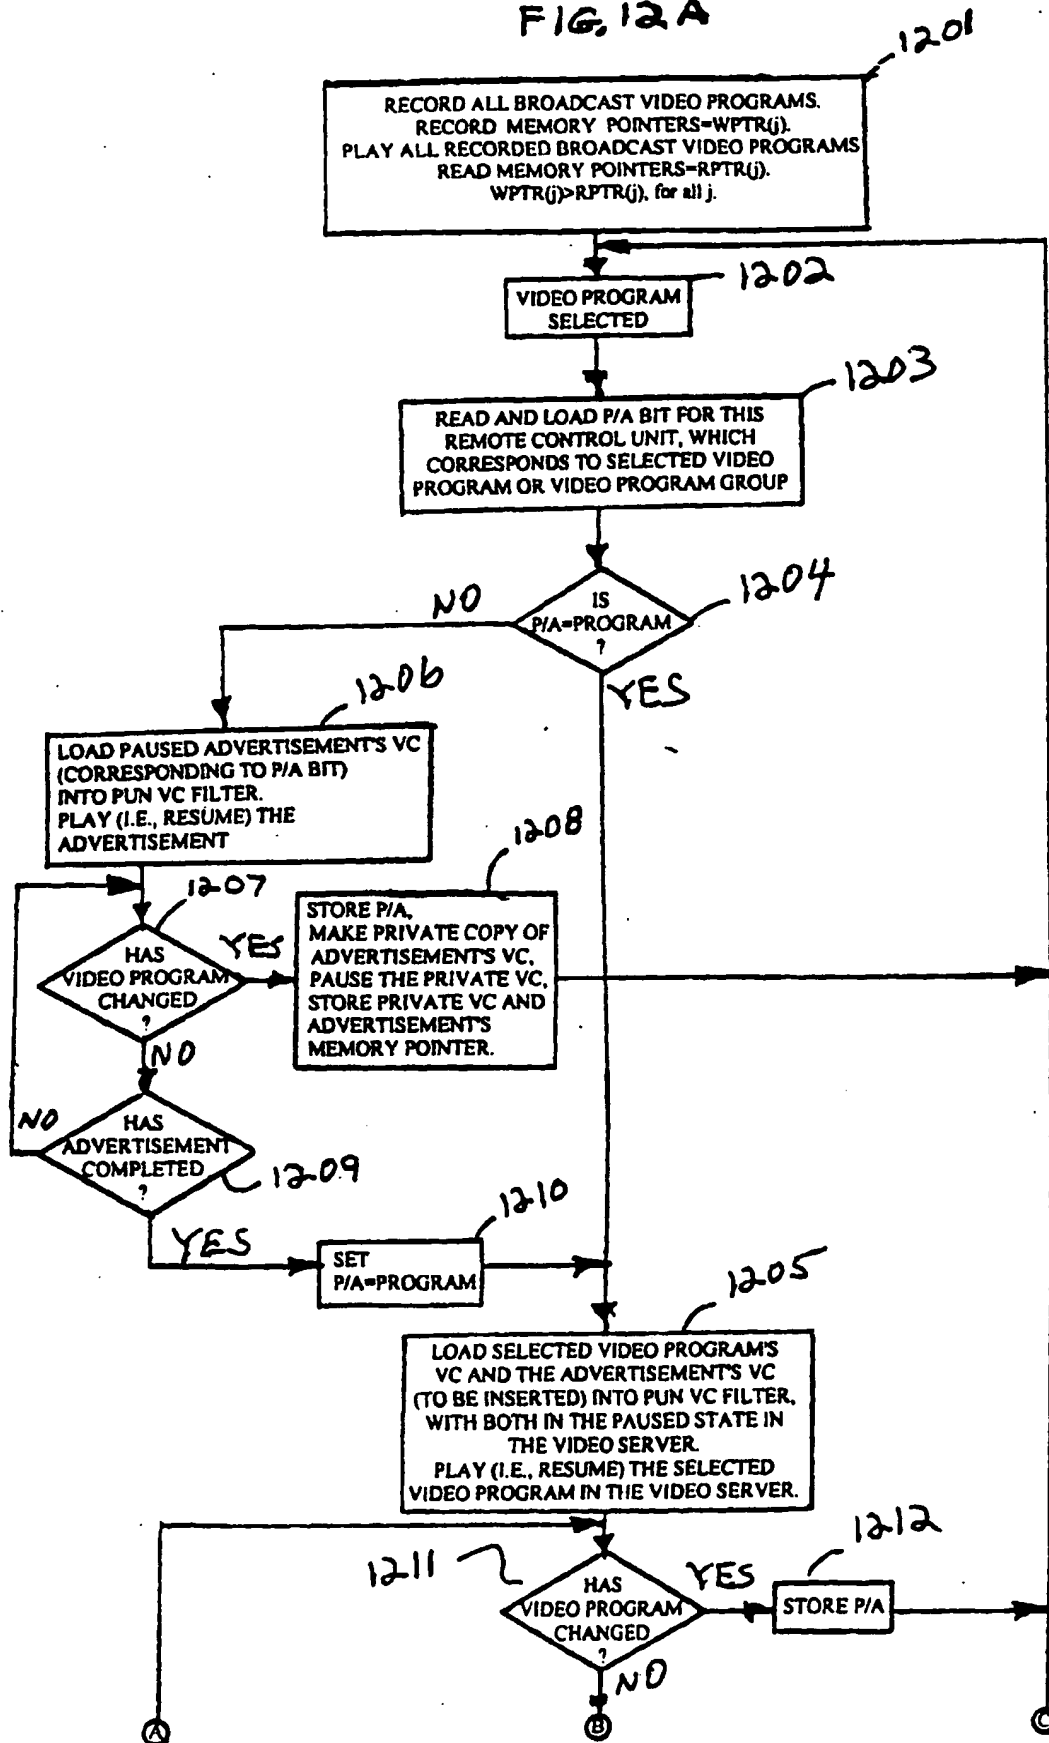 FIG. 12A
1201
RECORD ALL BROADCAST VIDEO PROGRAMS.
RECORD MEMORY POINTERS=WPTR(j).
PLAY ALL RECORDED BROADCAST VIDEO PROGRAMS
READ MEMORY POINTERS=RPTR(j).
WPTR(j)>RPTR(j), for all j.
1202
VIDEO PROGRAM
SELECTED
1203
READ AND LOAD P/A BIT FOR THIS
REMOTE CONTROL UNIT, WHICH
CORRESPONDS TO SELECTED VIDEO
PROGRAM OR VIDEO PROGRAM GROUP
1204
IS
P/A=PROGRAM
?
NO
YES
1206
LOAD PAUSED ADVERTISEMENT'S VC
(CORRESPONDING TO P/A BIT)
INTO PUN VC FILTER.
PLAY (I.E., RESUME) THE
ADVERTISEMENT
1207
HAS
VIDEO PROGRAM
CHANGED
?
YES
NO
1208
STORE P/A,
MAKE PRIVATE COPY OF
ADVERTISEMENT'S VC,
PAUSE THE PRIVATE VC,
STORE PRIVATE VC AND
ADVERTISEMENT'S
MEMORY POINTER.
NO
HAS
ADVERTISEMENT
COMPLETED
?
1209
YES
1210
SET
P/A=PROGRAM
1205
LOAD SELECTED VIDEO PROGRAM'S
VC AND THE ADVERTISEMENT'S VC
(TO BE INSERTED) INTO PUN VC FILTER,
WITH BOTH IN THE PAUSED STATE IN
THE VIDEO SERVER.
PLAY (I.E., RESUME) THE SELECTED
VIDEO PROGRAM IN THE VIDEO SERVER.
1211
HAS
VIDEO PROGRAM
CHANGED
?
YES
1212
STORE P/A
NO
A
B
C